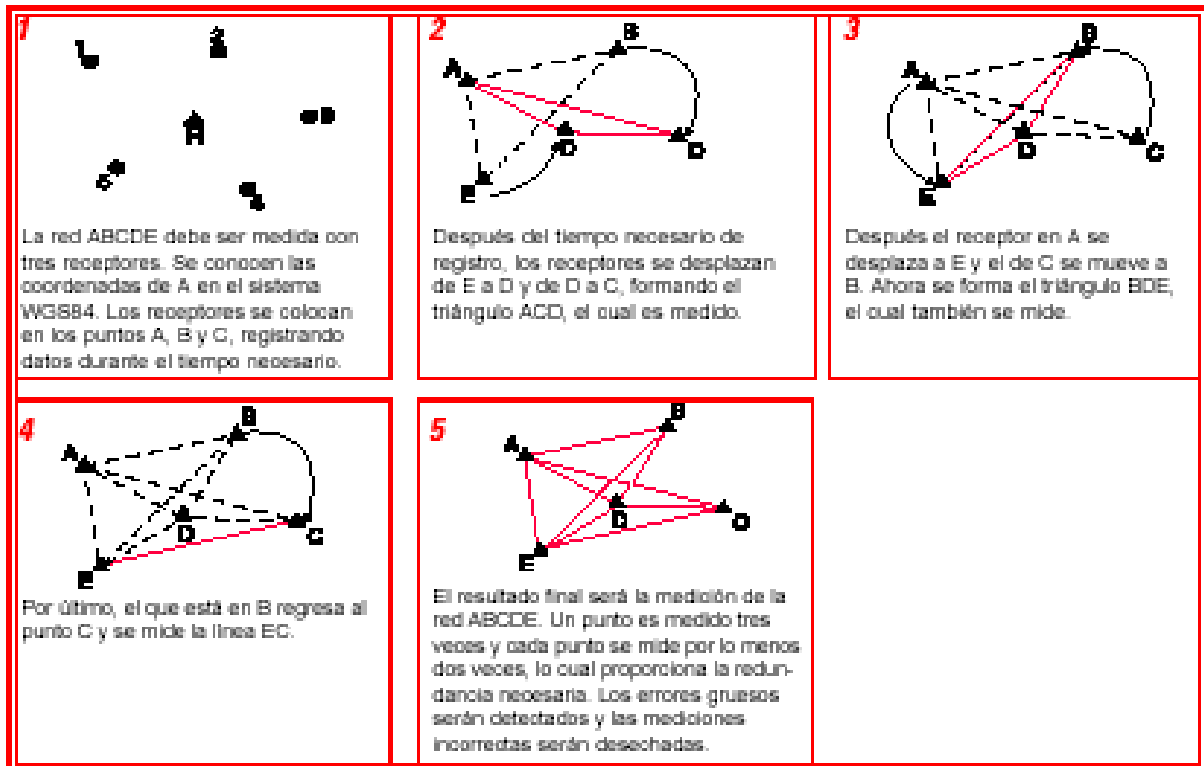 1
La red ABCDE debe ser medida con
tres receptores. Se conocen las
coordenadas de A en el sistema
WGS84. Los receptores se colocan
en los puntos A, B y C, registrando
datos durante el tiempo necesario.
2
A
B
E
Después del tiempo necesario de
registro, los receptores se desplazan
de E a D y de D a C, formando el
triángulo ACD, el cual es medido.
3
A
B
D
C
E
Después el receptor en A se
desplaza a E y el de C se mueve a
B. Ahora se forma el triángulo BDE,
el cual también se mide.
4
A
B
D
C
E
Por último, el que está en B regresa al
punto C y se mide la línea EC.
5
A
B
D
E
El resultado final será la medición de la
red ABCDE. Un punto es medido tres
veces y cada punto se mide por lo menos
dos veces, lo cual proporciona la redun-
dancia necesaria. Los errores gruesos
serán detectados y las mediciones
incorrectas serán desechadas.